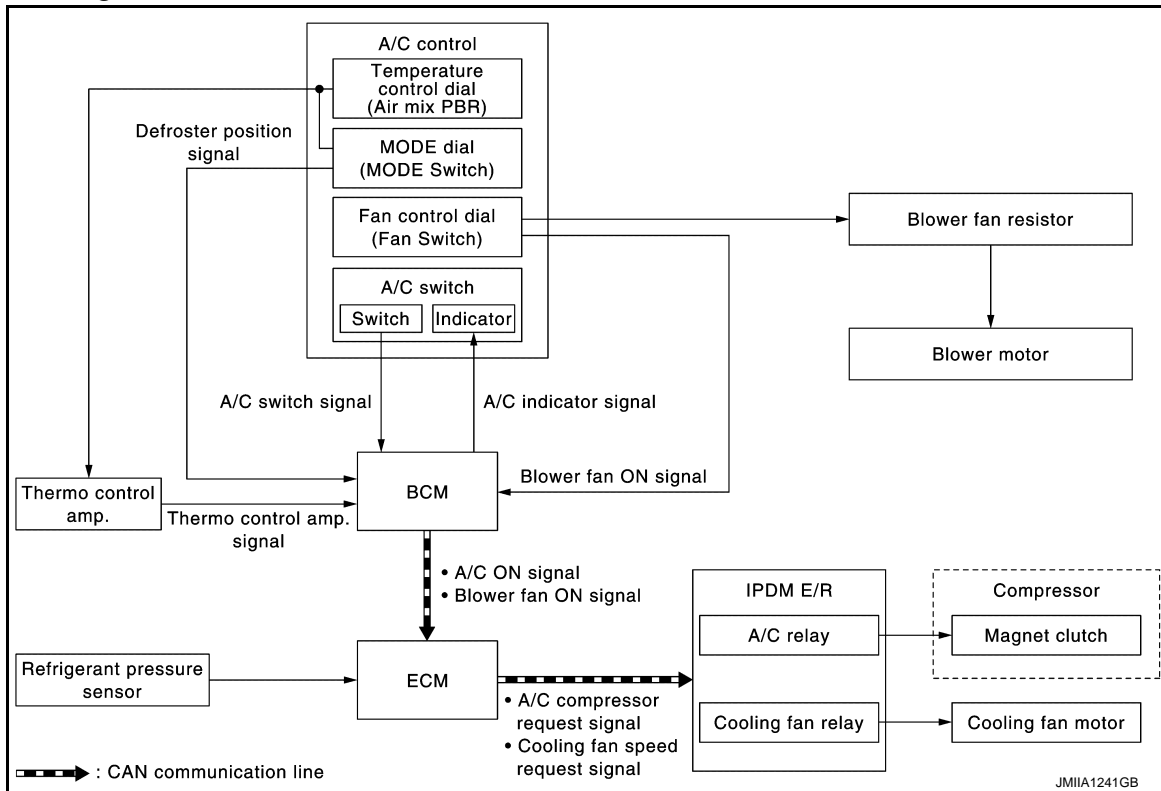 A/C control
Temperature
control dial
(Air mix PBR)
Defroster position
signal
MODE dial
(MODE Switch)
Fan control dial
(Fan Switch)
Blower fan resistor
A/C switch
Switch
Indicator
Blower motor
A/C switch signal
A/C indicator signal
Blower fan ON signal
BCM
Thermo control
amp.
Thermo control amp.
signal
• A/C ON signal
• Blower fan ON signal
IPDM E/R
Compressor
A/C relay
Magnet clutch
Refrigerant pressure
sensor
ECM
• A/C compressor
request signal
• Cooling fan speed
request signal
Cooling fan relay
Cooling fan motor
: CAN communication line
JMIIA1241GB